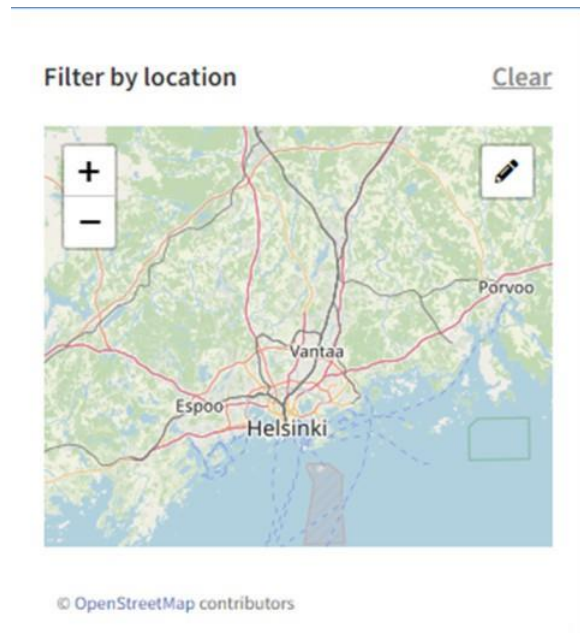 Filter by location Clear
+
−
Porvoo
Vantaa
Espoo
Helsinki
© OpenStreetMap contributors